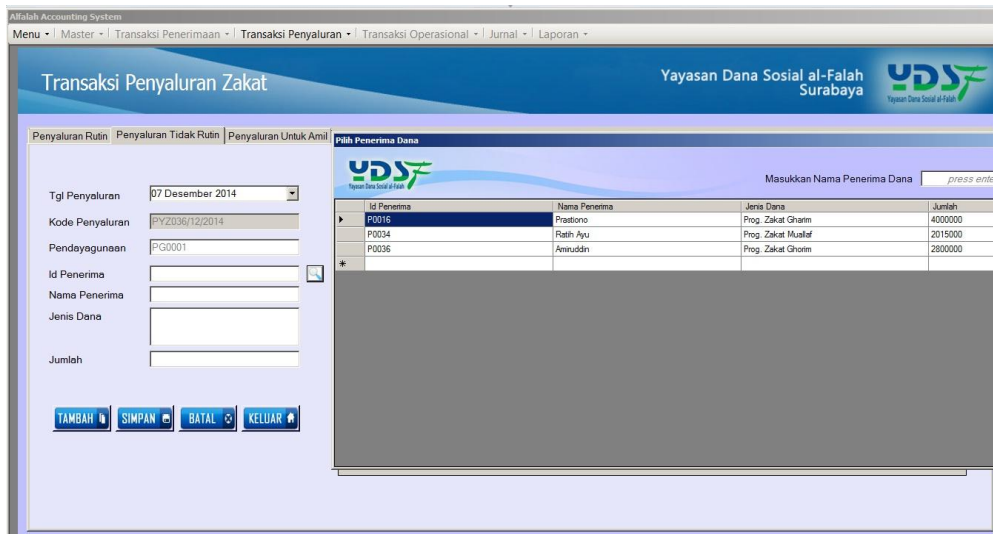 Alfalah Accounting System
Menu Master Transaksi Penerimaan Transaksi Penyaluran Transaksi Operasional Jurnal Laporan
Transaksi Penyaluran Zakat
Yayasan Dana Sosial al-Falah
Surabaya
YDSF
Yayasan Dana Sosial al-Falah
Penyaluran Rutin Penyaluran Tidak Rutin Penyaluran Untuk Amil
Pilih Penerima Dana
YDSF
Yayasan Dana Sosial al-Falah
Masukkan Nama Penerima Dana press ente
Tgl Penyaluran 07 Desember 2014
Kode Penyaluran PYZ036/12/2014
Pendayagunaan PG0001
Id Penerima
Nama Penerima
Jenis Dana
Jumlah
TAMBAH SIMPAN BATAL KELUAR
Id Penerima Nama Penerima Jenis Dana Jumlah
P0016 Prastiono Prog. Zakat Gharim 4000000
P0034 Ratih Ayu Prog. Zakat Muallaf 2015000
P0036 Amiruddin Prog. Zakat Ghorim 2800000